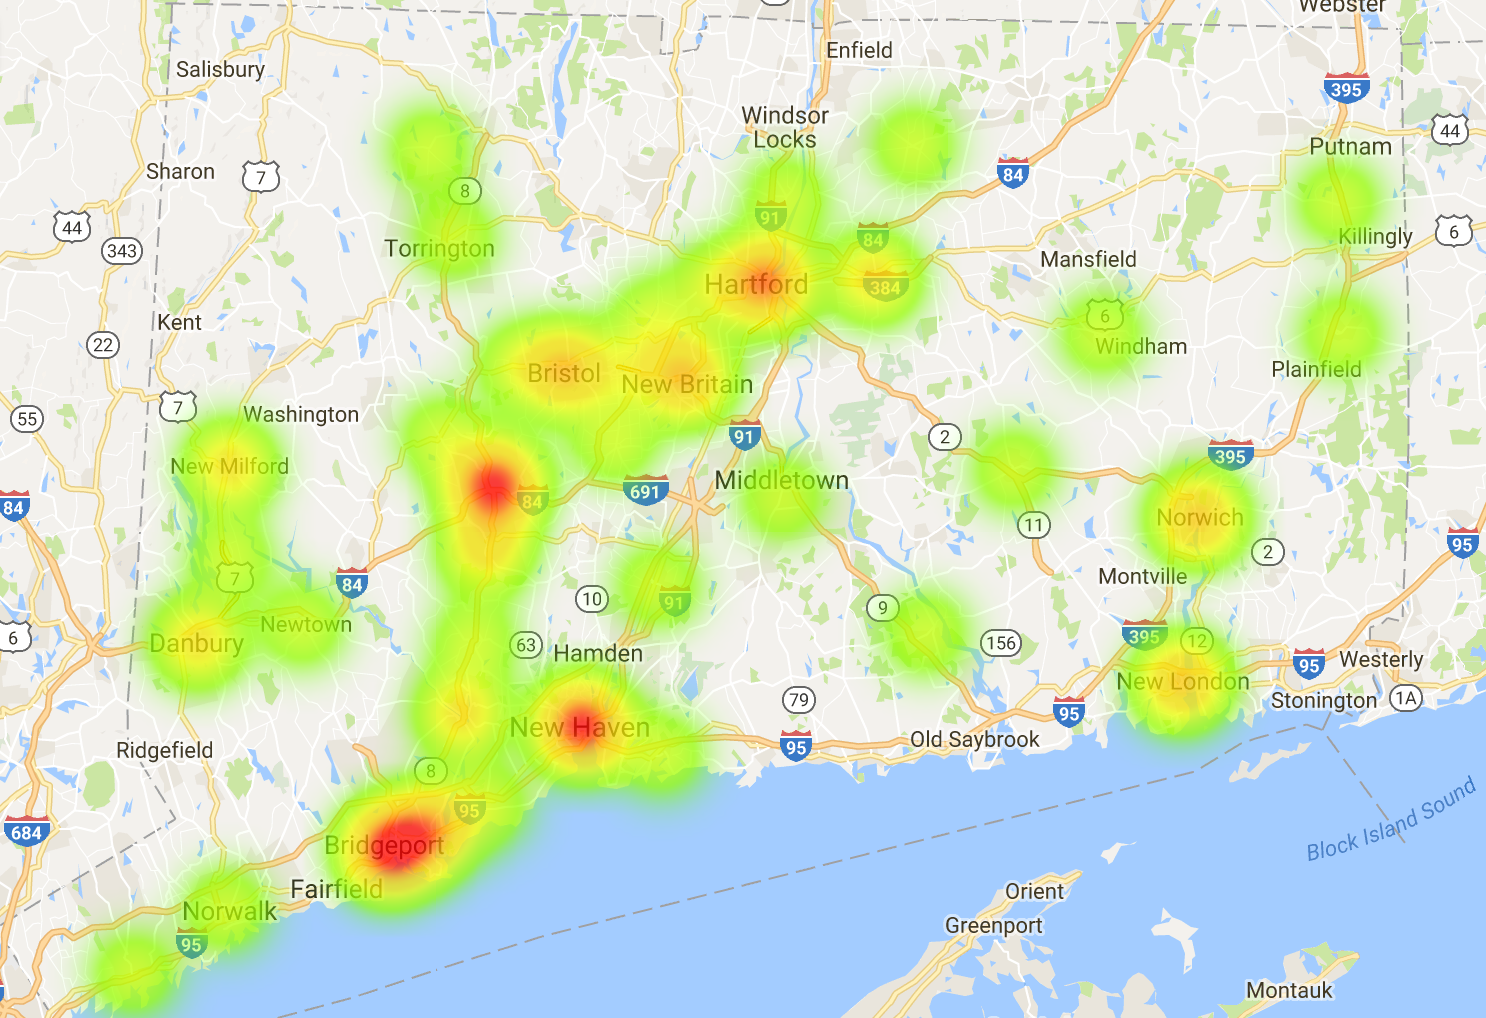 Webster
Enfield
Salisbury
395
Windsor
Locks
44
Putnam
Sharon
7
84
8
91
44
6
343
Torrington
84
Killingly
Mansfield
Hartford
384
Kent
6
22
Windham
Plainfield
Bristol
New Britain
7
Washington
55
91
2
395
New Milford
Middletown
84
691
84
Norwich
11
95
2
7
84
Montville
10
91
9
6
Newtown
395
12
Danbury
63
Hamden
156
95
Westerly
New London
Stonington
1A
79
95
New Haven
Ridgefield
95
Old Saybrook
8
95
684
Block Island Sound
Bridgeport
Fairfield
Orient
Norwalk
Greenport
95
Montauk